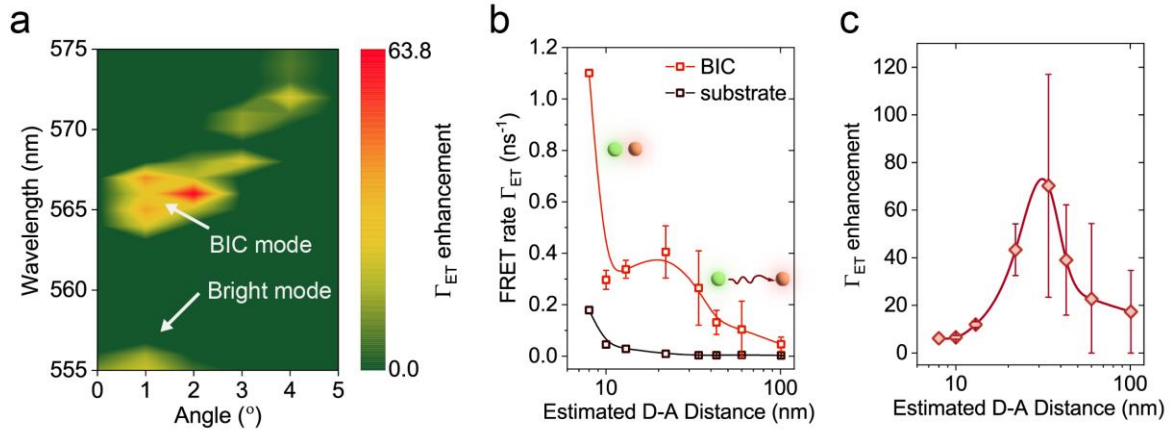 a
575
570
565
560
555
Wavelength (nm)
0 1 2 3 4 5
Angle (°)
BIC mode
Bright mode
63.8
0.0
Γ_ET enhancement
b
1.2
1.0
0.8
0.6
0.4
0.2
0.0
FRET rate Γ_ET (ns⁻¹)
BIC
substrate
10 100
Estimated D-A Distance (nm)
c
120
100
80
60
40
20
0
Γ_ET enhancement
10 100
Estimated D-A Distance (nm)